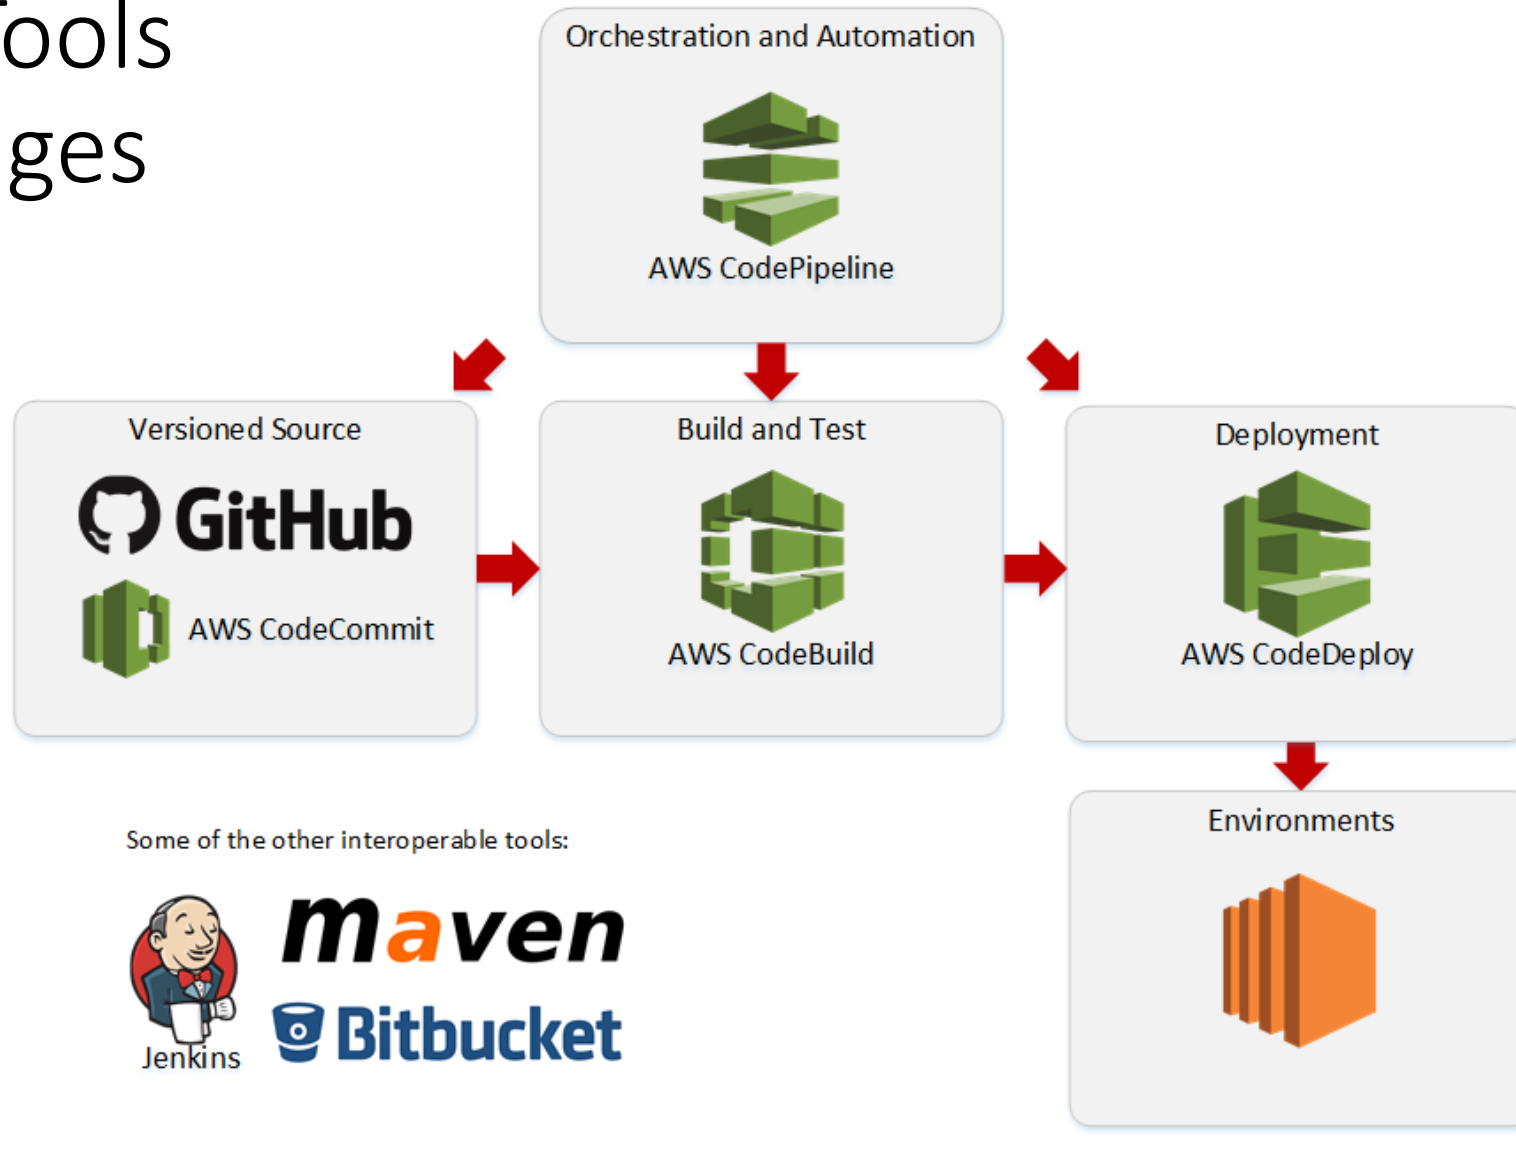 ools
ges
Orchestration and Automation
AWS CodePipeline
Versioned Source
GitHub
AWS CodeCommit
Build and Test
AWS CodeBuild
Deployment
AWS CodeDeploy
Environments
Some of the other interoperable tools:
Jenkins
maven
Bitbucket